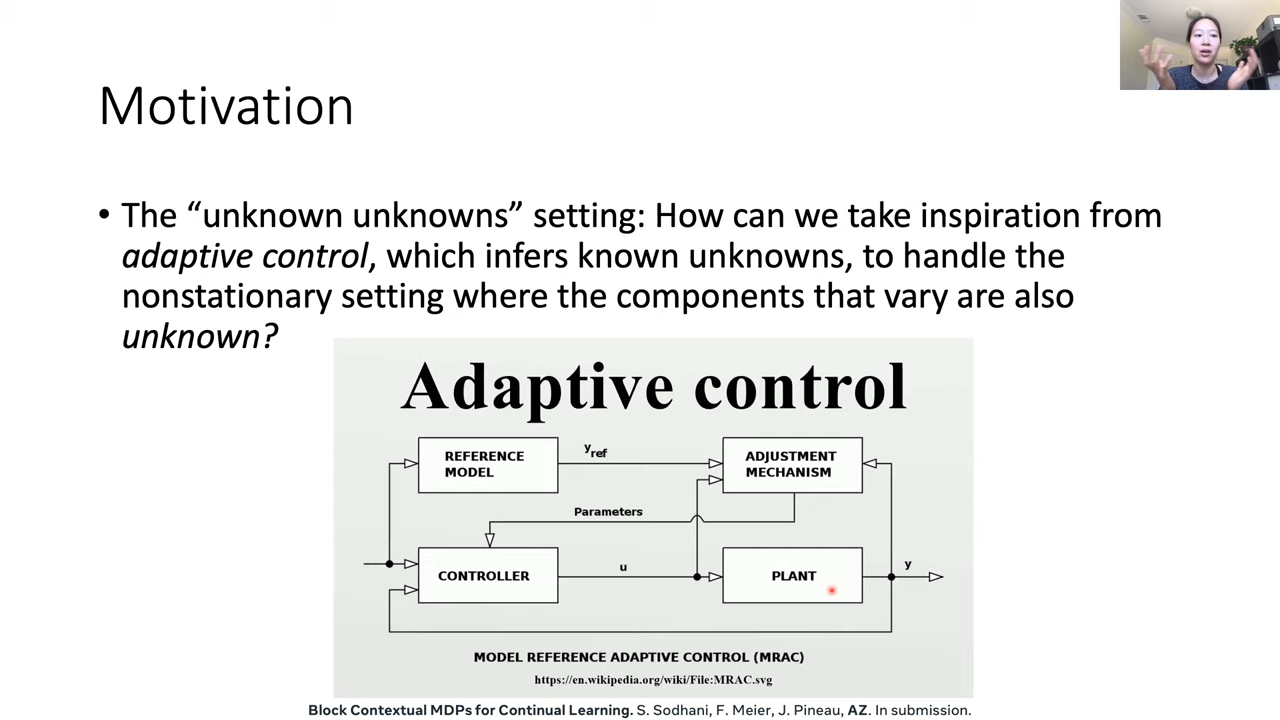 Motivation
• The “unknown unknowns” setting: How can we take inspiration from
adaptive control, which infers known unknowns, to handle the
nonstationary setting where the components that vary are also
unknown?
Adaptive control
REFERENCE
MODEL
yref
ADJUSTMENT
MECHANISM
Parameters
CONTROLLER
u
PLANT
y
MODEL REFERENCE ADAPTIVE CONTROL (MRAC)
https://en.wikipedia.org/wiki/File:MRAC.svg
Block Contextual MDPs for Continual Learning. S. Sodhani, F. Meier, J. Pineau, AZ. In submission.